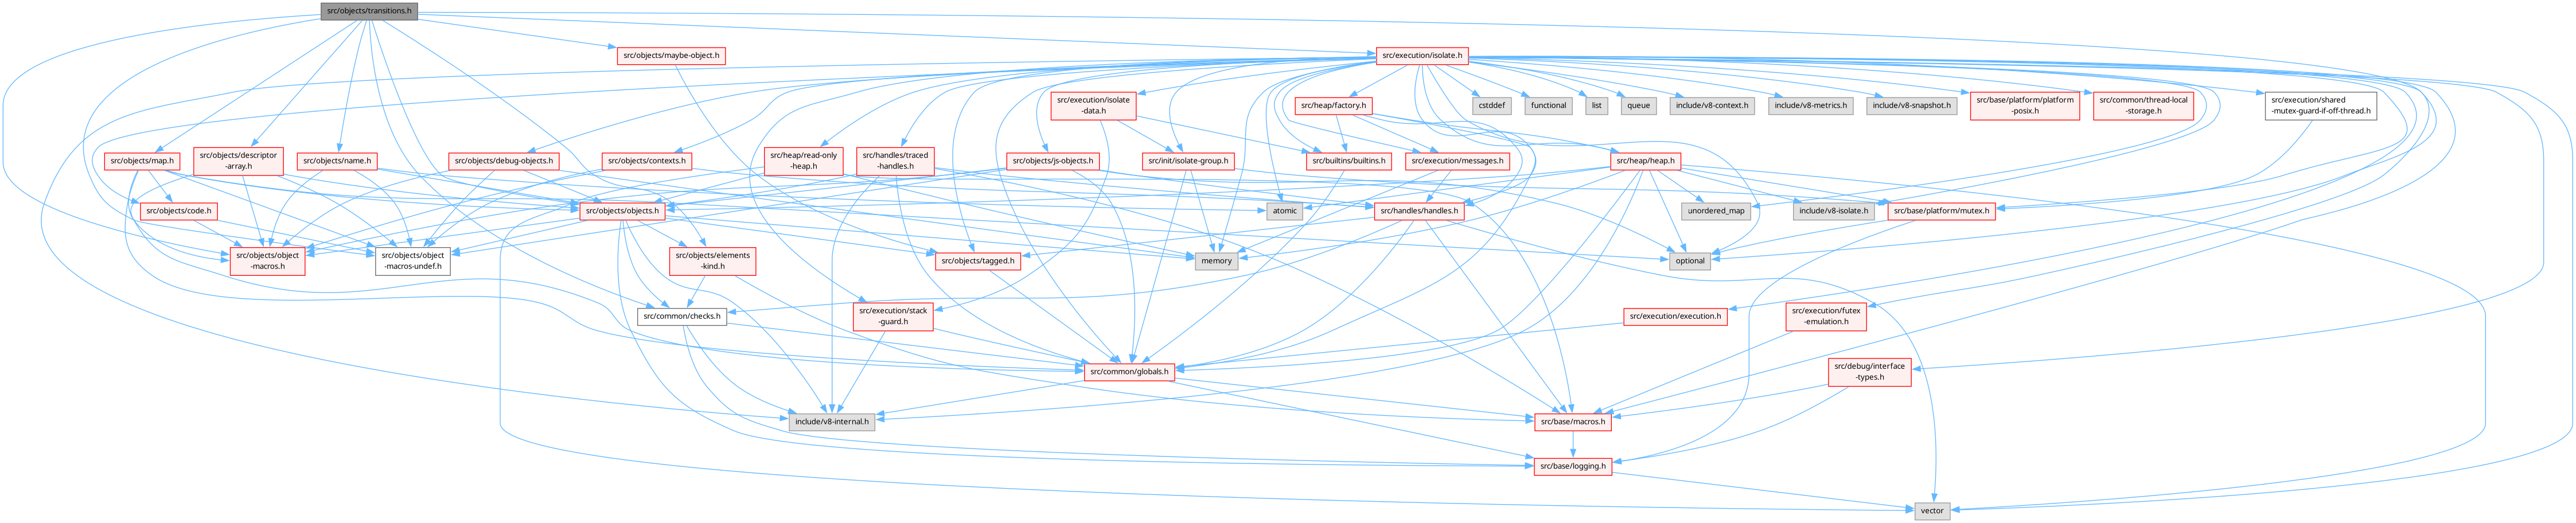 src/objects/transitions.h
src/objects/maybe-object.h
src/execution/isolate.h
src/execution/isolate
-data.h
src/heap/factory.h
cstddef
functional
list
queue
include/v8-context.h
include/v8-metrics.h
include/v8-snapshot.h
src/base/platform/platform
-posix.h
src/common/thread-local
-storage.h
src/execution/shared
-mutex-guard-if-off-thread.h
src/objects/map.h
src/objects/descriptor
-array.h
src/objects/name.h
src/objects/debug-objects.h
src/objects/contexts.h
src/heap/read-only
-heap.h
src/handles/traced
-handles.h
src/objects/js-objects.h
src/init/isolate-group.h
src/builtins/builtins.h
src/execution/messages.h
src/heap/heap.h
src/objects/code.h
src/objects/objects.h
atomic
src/handles/handles.h
unordered_map
include/v8-isolate.h
src/base/platform/mutex.h
src/objects/object
-macros.h
src/objects/object
-macros-undef.h
src/objects/elements
-kind.h
src/objects/tagged.h
memory
optional
src/common/checks.h
src/execution/stack
-guard.h
src/execution/execution.h
src/execution/futex
-emulation.h
src/common/globals.h
src/debug/interface
-types.h
include/v8-internal.h
src/base/macros.h
src/base/logging.h
vector